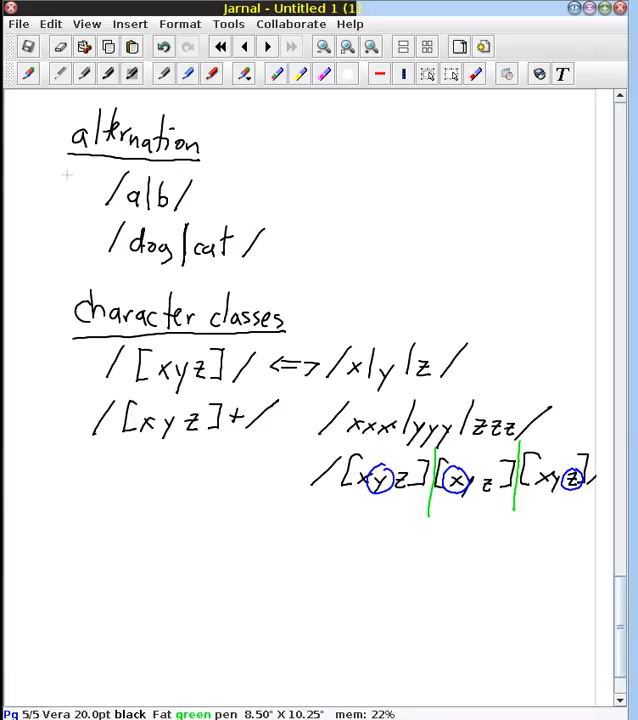 Jarnal - Untitled 1 (1)
File Edit View Insert Format Tools Collaborate Help
T
alternation
/a|b/
/dog|cat/
character classes
/[xyz]/ <=> /x|y|z/
/[xyz]+/ /xxx|yyy|zzz/
/[xyz][xyz][xyz]/
Pg 5/5 Vera 20.0pt black Fat green pen 8.50" X 10.25" mem: 22%